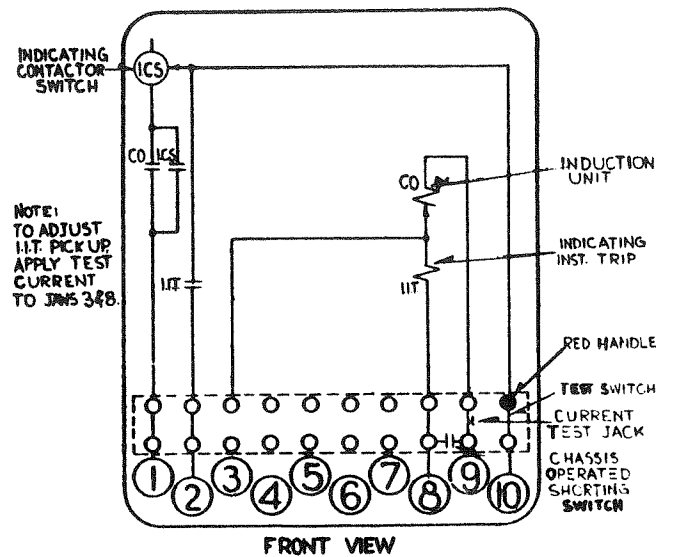 INDICATING
CONTACTOR
SWITCH
ICS
CO ICS
CO
INDUCTION
UNIT
NOTE:
TO ADJUST
I.I.T. PICK UP,
APPLY TEST
CURRENT
TO JAWS 3&8.
INDICATING
INST. TRIP
IIT
IIT
RED HANDLE
TEST SWITCH
CURRENT
TEST JACK
CHASSIS
OPERATED
SHORTING
SWITCH
1 2 3 4 5 6 7 8 9 10
FRONT VIEW